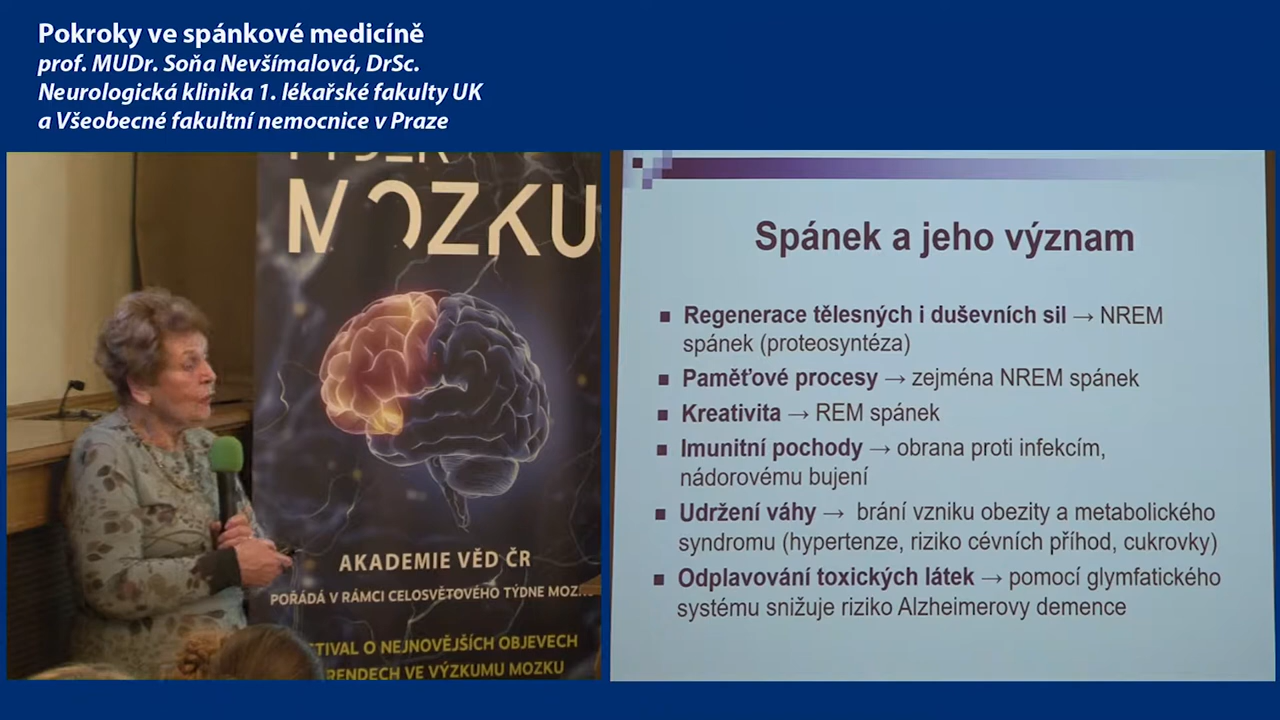 Pokroky ve spánkové medicíně
prof. MUDr. Soňa Nevšímalová, DrSc.
Neurologická klinika 1. lékařské fakulty UK
a Všeobecné fakultní nemocnice v Praze
MOZKU
AKADEMIE VĚD ČR
POŘÁDÁ V RÁMCI CELOSVĚTOVÉHO TÝDNE
O NEJNOVĚJŠÍCH OBJEVECH
VE VÝZKUMU MOZKU
Spánek a jeho význam
Regenerace tělesných i duševních sil → NREM
spánek (proteosyntéza)
Paměťové procesy → zejména NREM spánek
Kreativita → REM spánek
Imunitní pochody → obrana proti infekcím,
nádorovému bujení
Udržení váhy → brání vzniku obezity a metabolického
syndromu (hypertenze, riziko cévních příhod, cukrovky)
Odplavování toxických látek → pomocí glymfatického
systému snižuje riziko Alzheimerovy demence